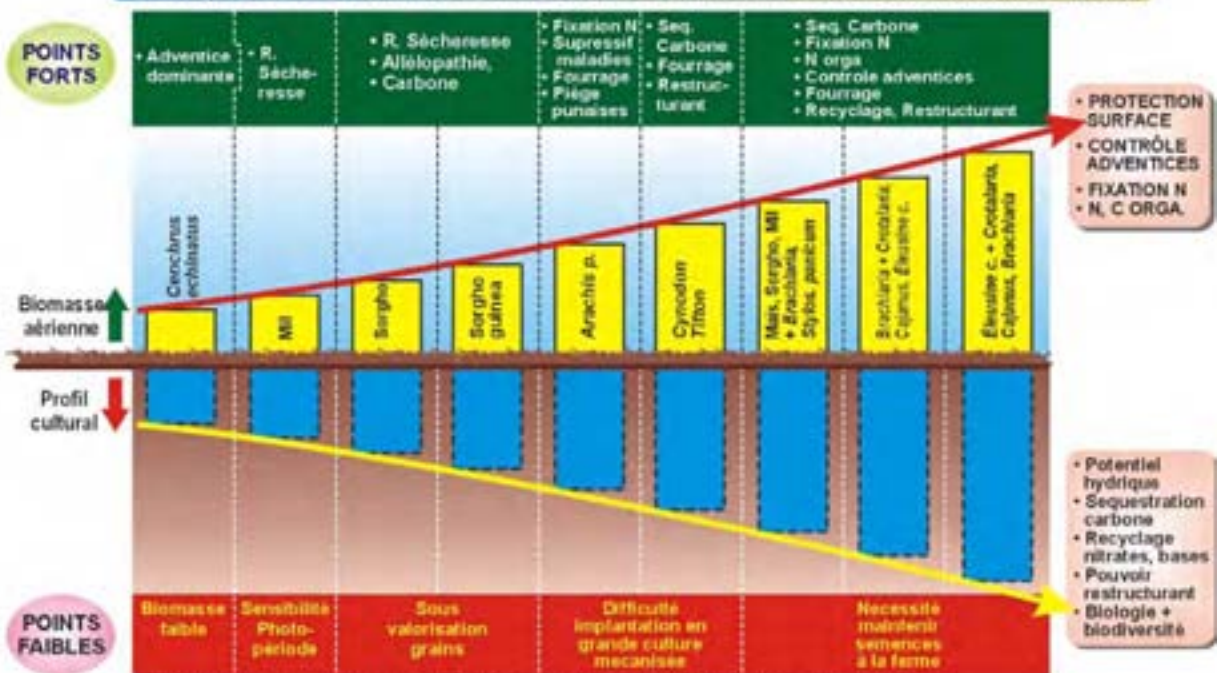 POINTS
FORTS
• Adventice
dominante
• R.
Séche-
resse
• R. Sécheresse
• Allélopathie,
• Carbone
• Fixation N
• Supressif
maladies
• Fourrage
• Piège
punaises
• Seq.
Carbone
• Fourrage
• Restruc-
turant
• Seq. Carbone
• Fixation N
• N orga
• Controle adventices
• Fourrage
• Recyclage, Restructurant
• PROTECTION
SURFACE
• CONTRÔLE
ADVENTICES
• FIXATION N
• N, C ORGA.
Biomasse
aérienne
Cenchrus
echinatus
Mil
Sorgho
Sorgho
guinea
Arachis p.
Cynodon
Tifton
Maïs, Sorgho, Mil
+ Brachiaria,
Stylos, panicum
Brachiaria + Crotalaria,
Cajanus, Eleusine c.
Eleusine c. + Crotalaria,
Cajanus, Brachiaria
Profil
cultural
• Potentiel
hydrique
• Sequestration
carbone
• Recyclage
nitrates, bases
• Pouvoir
restructurant
• Biologie +
biodiversité
POINTS
FAIBLES
Biomasse
faible
Sensibilité
Photo-
période
Sous
valorisation
grains
Difficulté
implantation en
grande culture
mécanisée
Necessité
maintenir
semences
à la ferme